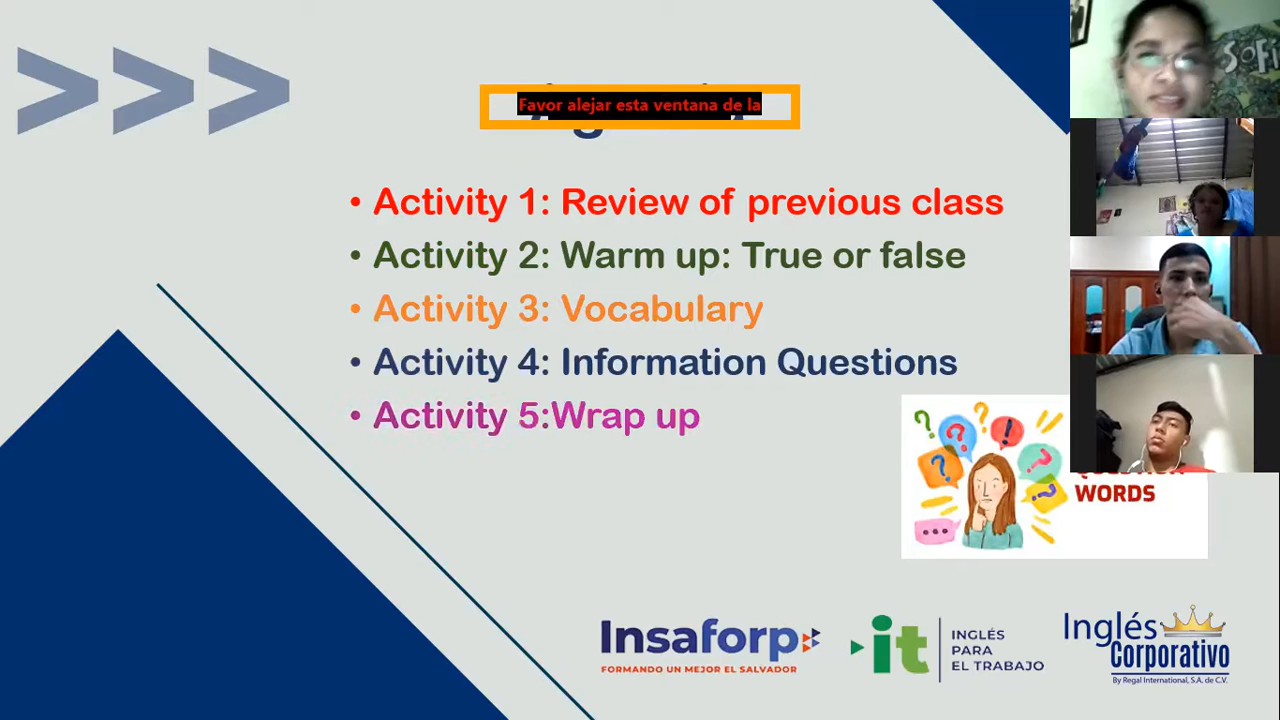 Favor alejar esta ventana de la
• Activity 1: Review of previous class
• Activity 2: Warm up: True or false
• Activity 3: Vocabulary
• Activity 4: Information Questions
• Activity 5:Wrap up
WORDS
Insaforp
FORMANDO UN MEJOR EL SALVADOR
it
INGLÉS
PARA
EL TRABAJO
Inglés
Corporativo
By Regal International, S.A. de C.V.